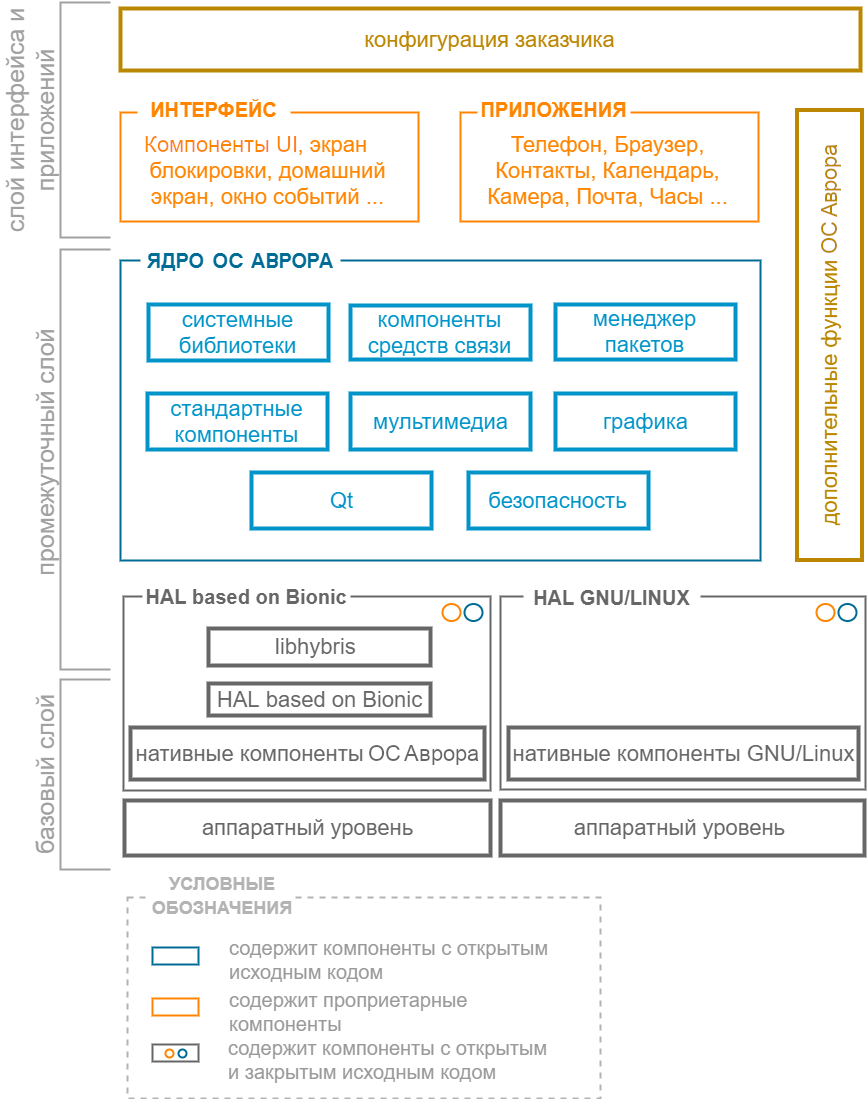 слой интерфейса и
приложений
конфигурация заказчика
ИНТЕРФЕЙС
Компоненты UI, экран
блокировки, домашний
экран, окно событий ...
ПРИЛОЖЕНИЯ
Телефон, Браузер,
Контакты, Календарь,
Камера, Почта, Часы ...
дополнительные функции ОС Аврора
промежуточный слой
ЯДРО ОС АВРОРА
системные
библиотеки
компоненты
средств связи
менеджер
пакетов
стандартные
компоненты
мультимедиа
графика
Qt
безопасность
HAL based on Bionic
libhybris
HAL based on Bionic
нативные компоненты ОС Аврора
HAL GNU/LINUX
нативные компоненты GNU/Linux
базовый слой
аппаратный уровень
аппаратный уровень
УСЛОВНЫЕ
ОБОЗНАЧЕНИЯ
содержит компоненты с открытым
исходным кодом
содержит проприетарные
компоненты
содержит компоненты с открытым
и закрытым исходным кодом